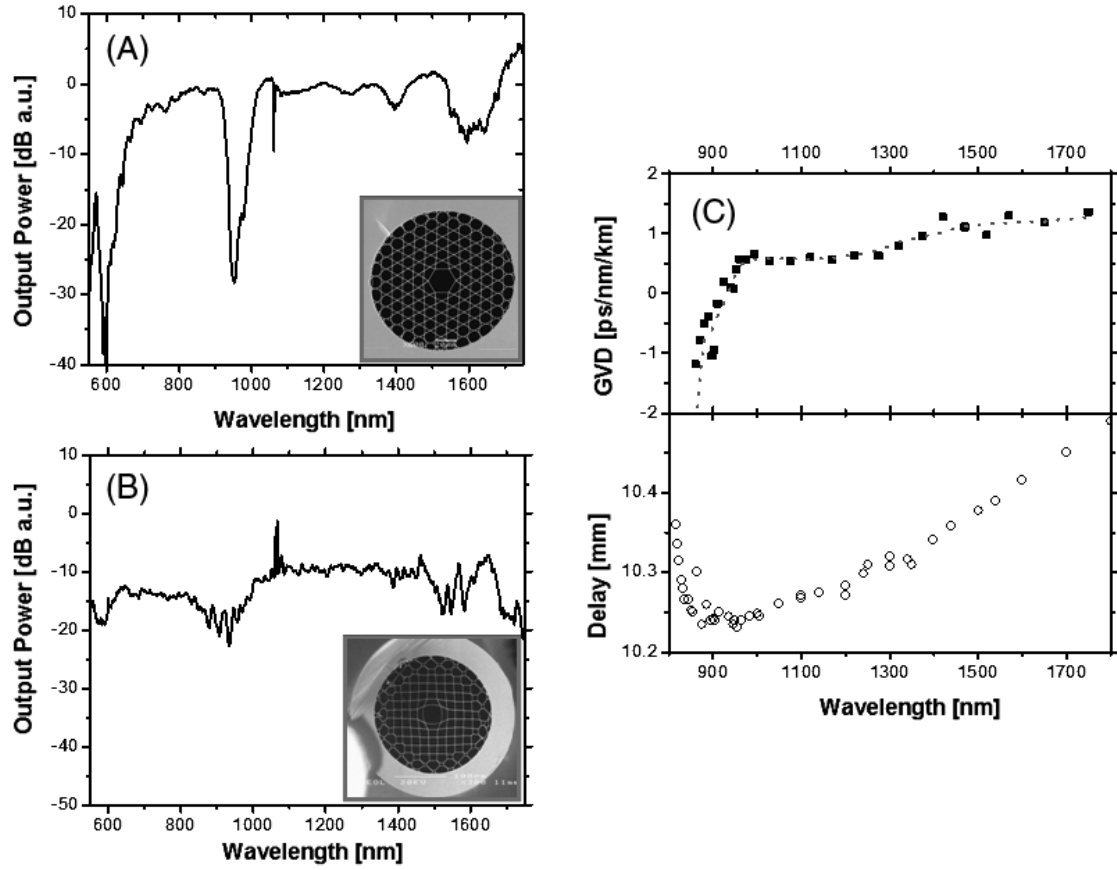 (A)
Output Power [dB a.u.]
10
0
-10
-20
-30
-40
600 800 1000 1200 1400 1600
Wavelength [nm]
(B)
Output Power [dB a.u.]
10
0
-10
-20
-30
-40
-50
600 800 1000 1200 1400 1600
Wavelength [nm]
(C)
900 1100 1300 1500 1700
GVD [ps/nm/km]
2
1
0
-1
-2
Delay [mm]
10.4
10.3
10.2
900 1100 1300 1500 1700
Wavelength [nm]